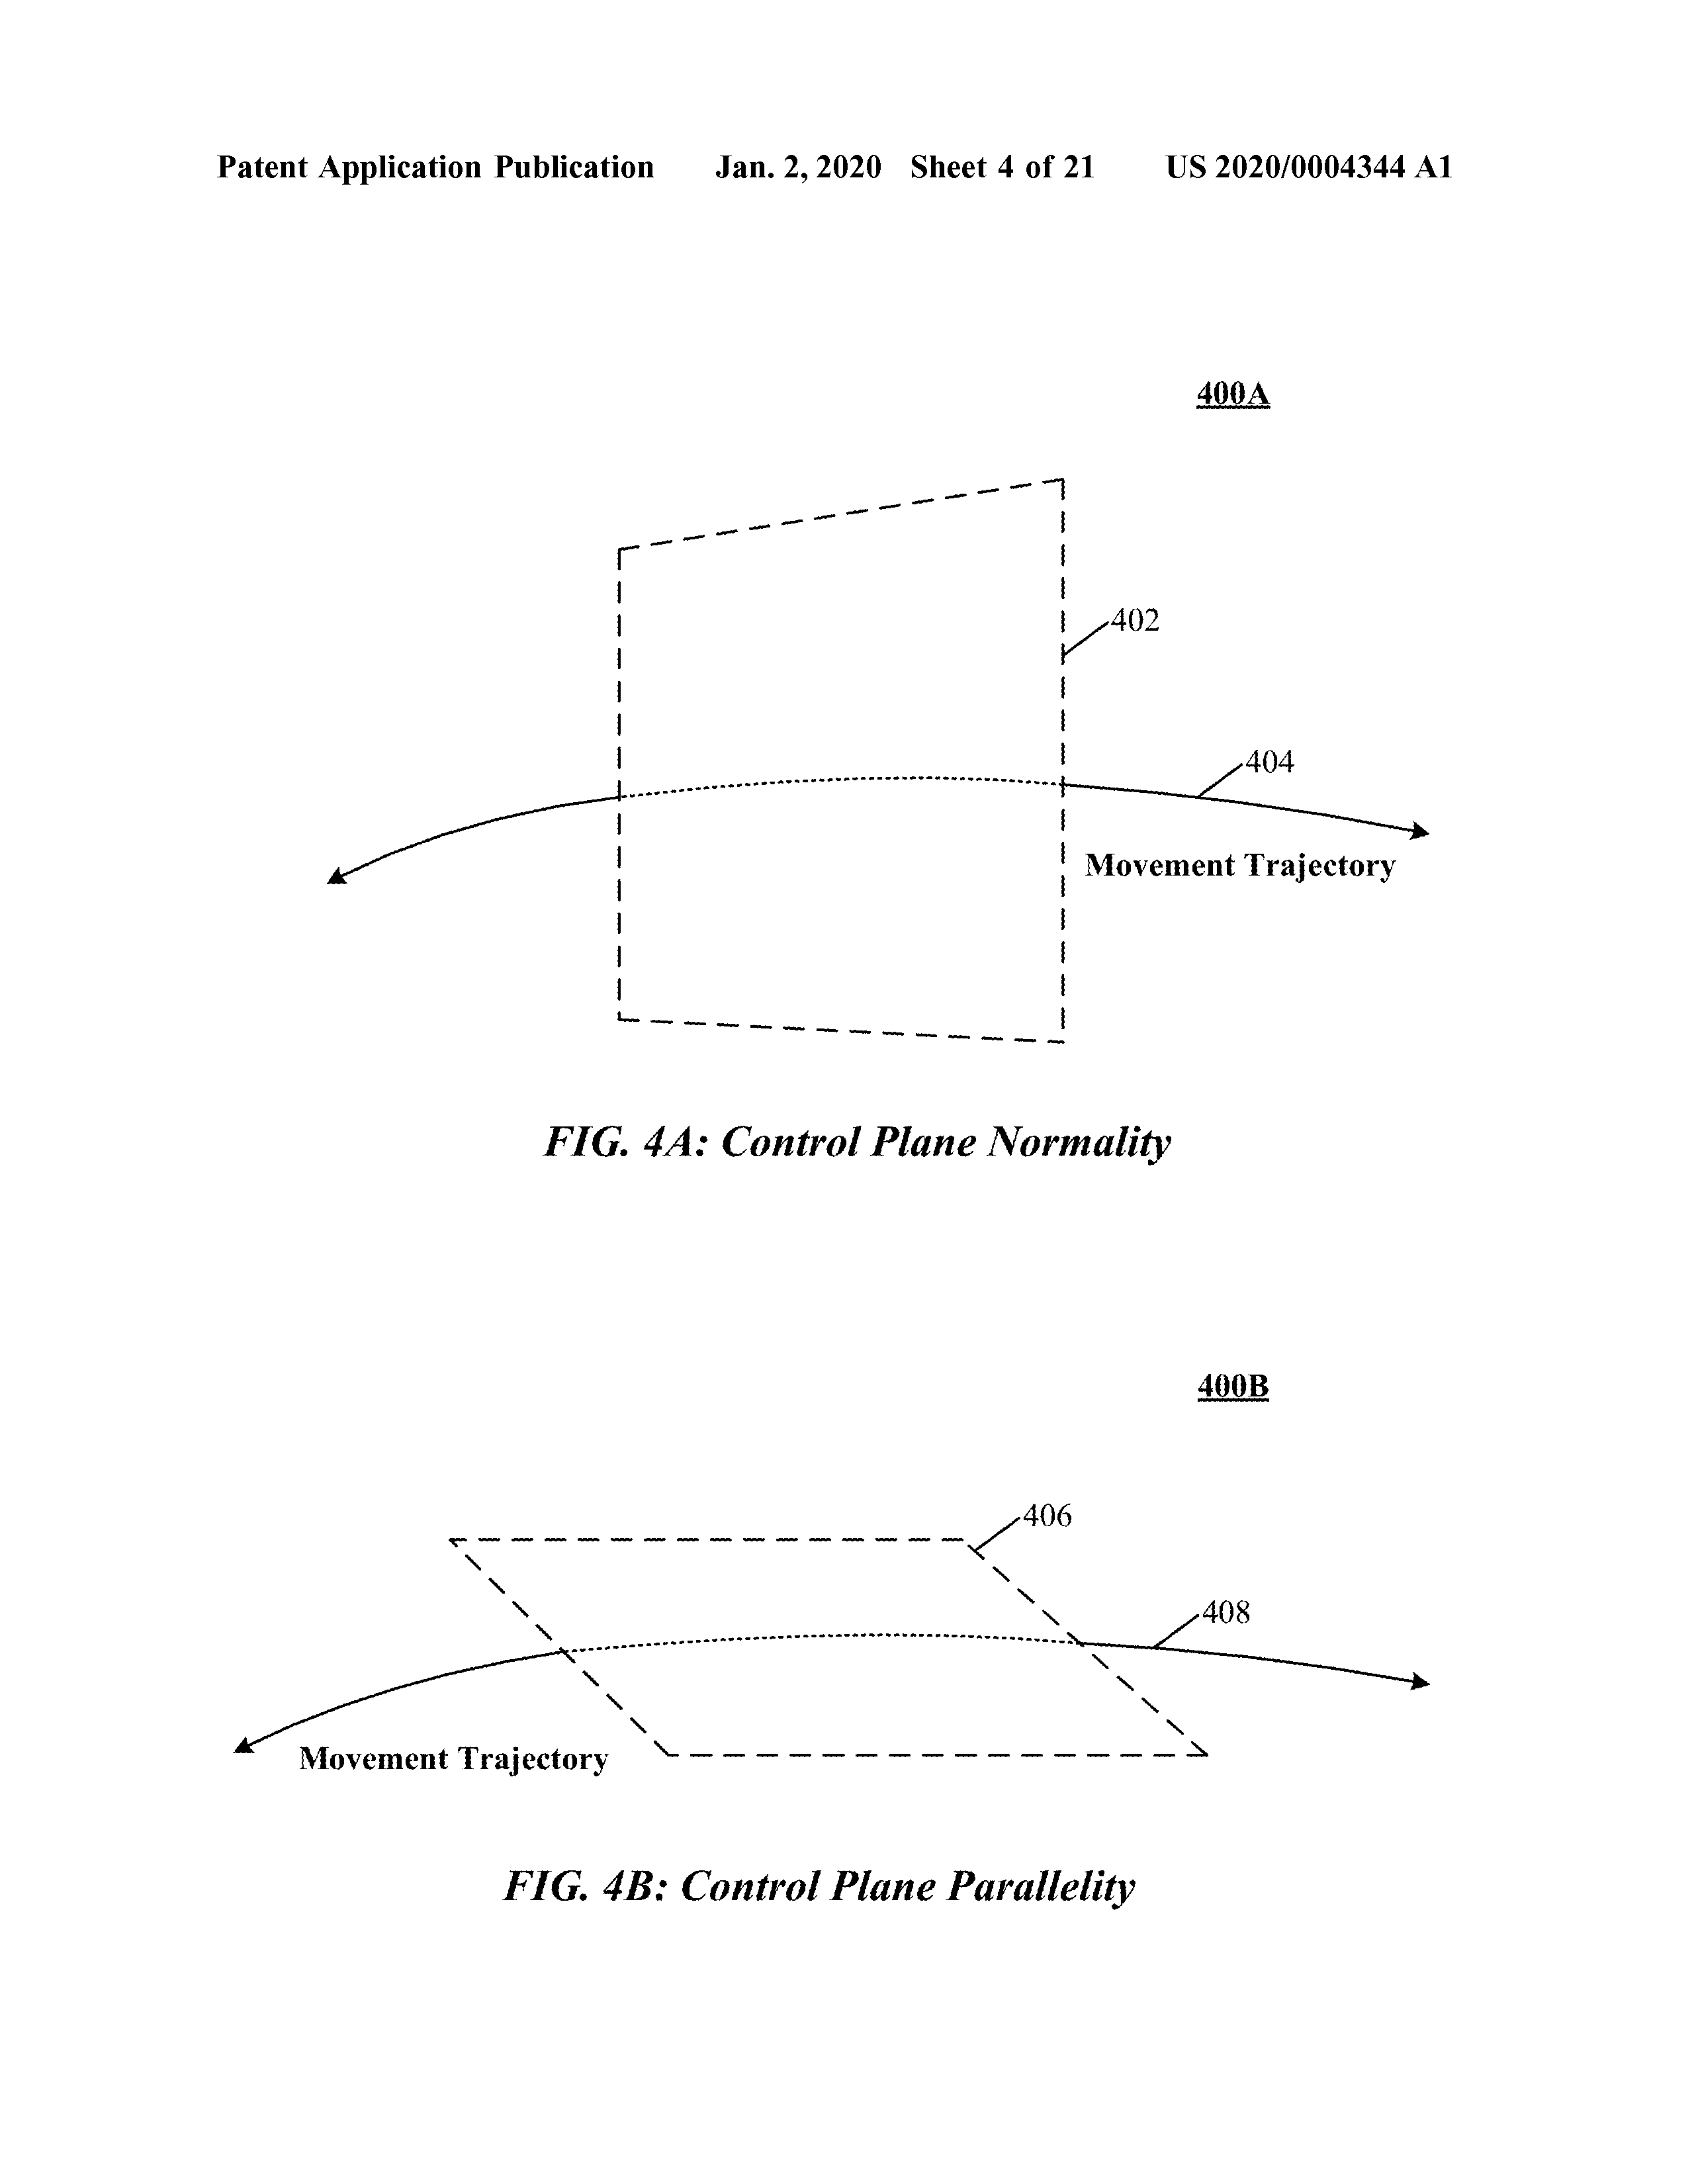 Patent Application Publication Jan. 2, 2020 Sheet 4 of 21 US 2020/0004344 A1
400A
402
404
Movement Trajectory
FIG. 4A: Control Plane Normality
400B
406
408
Movement Trajectory
FIG. 4B: Control Plane Parallelity